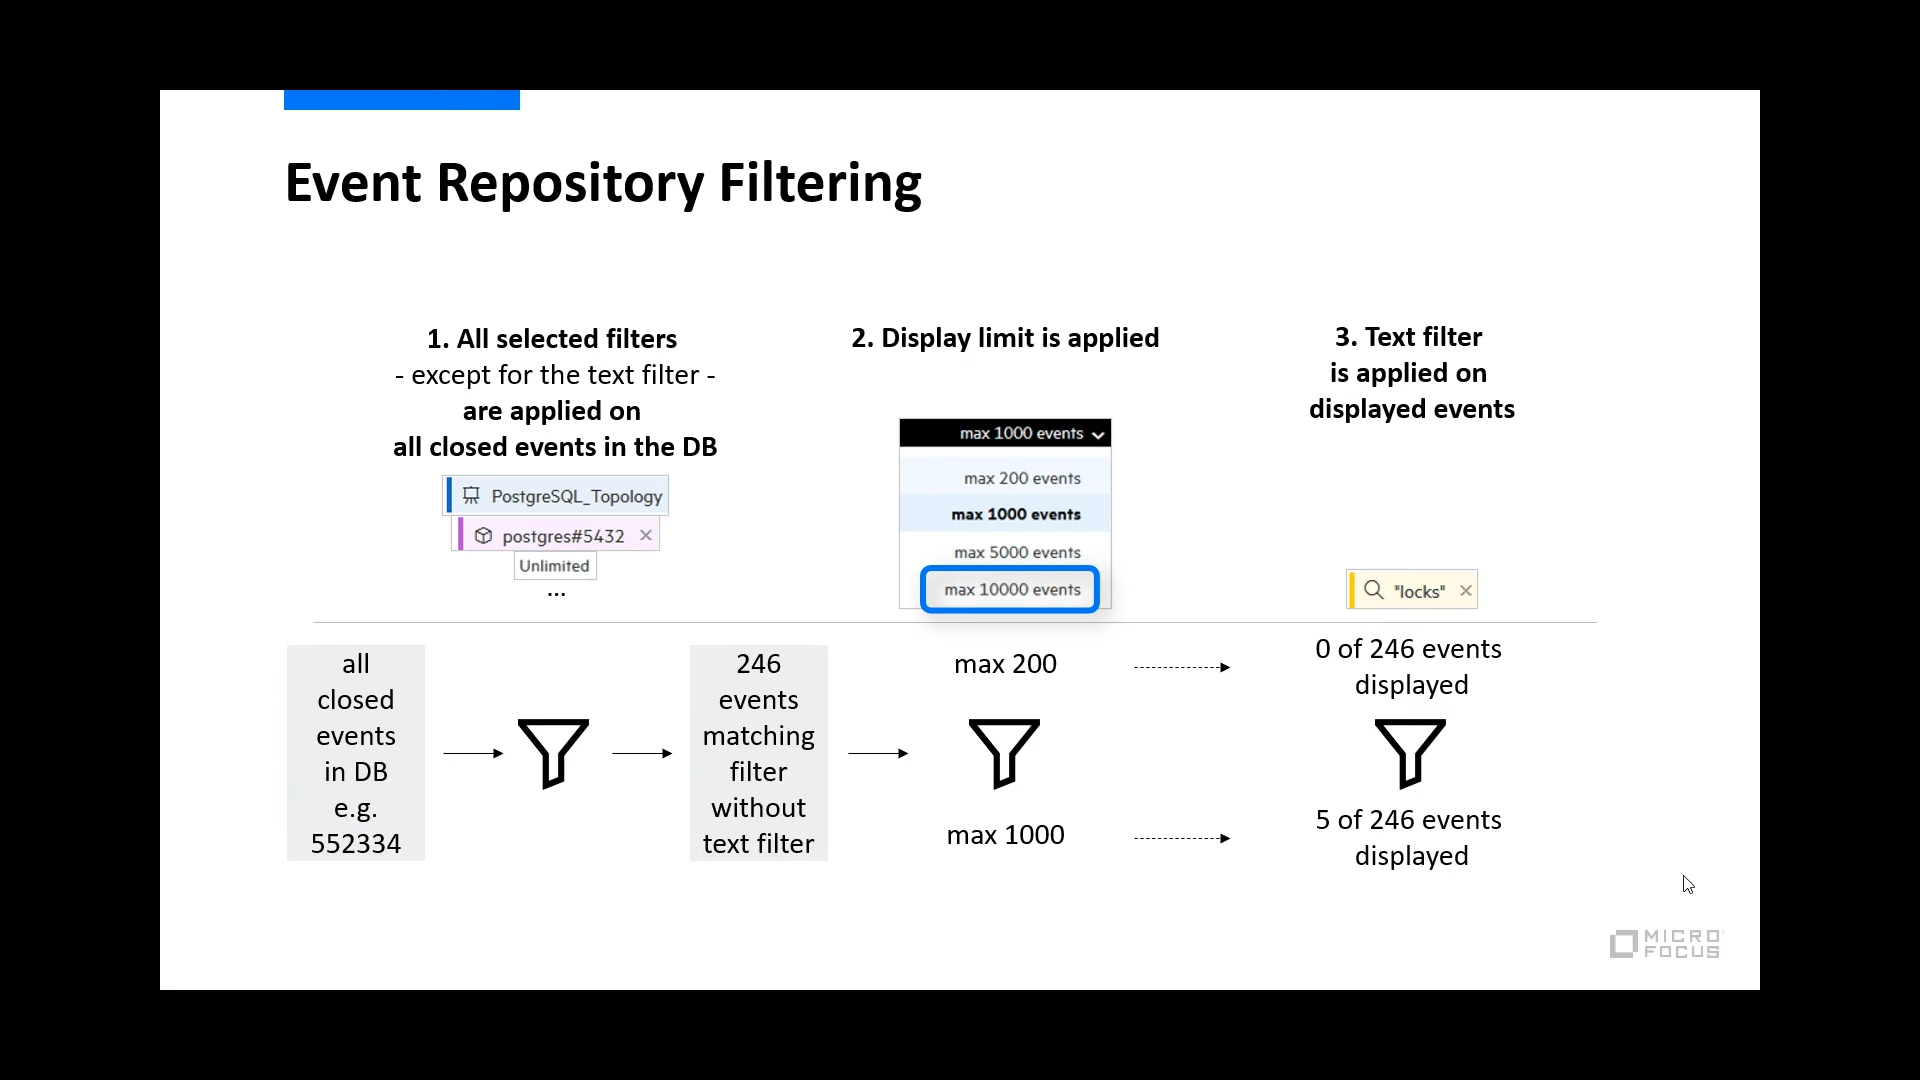 Event Repository Filtering
1. All selected filters
- except for the text filter -
are applied on
all closed events in the DB
PostgreSQL_Topology
postgres#5432
Unlimited
...
2. Display limit is applied
max 1000 events
max 200 events
max 1000 events
max 5000 events
max 10000 events
3. Text filter
is applied on
displayed events
"locks"
all
closed
events
in DB
e.g.
552334
246
events
matching
filter
without
text filter
max 200
max 1000
0 of 246 events
displayed
5 of 246 events
displayed
MICRO
FOCUS